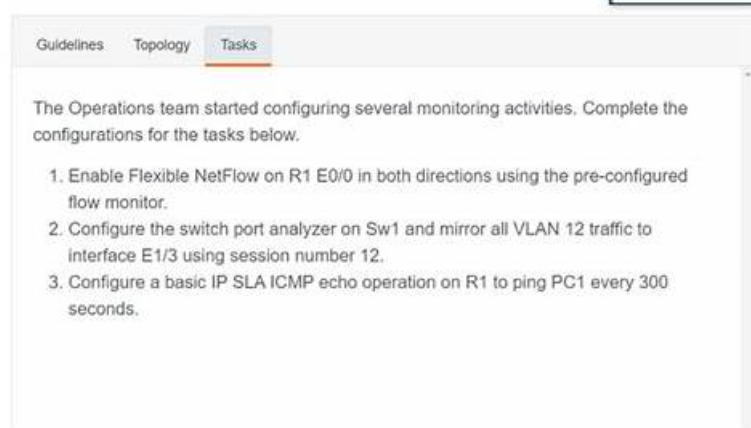 Guidelines Topology Tasks
The Operations team started configuring several monitoring activities. Complete the
configurations for the tasks below.
1. Enable Flexible NetFlow on R1 E0/0 in both directions using the pre-configured
flow monitor.
2. Configure the switch port analyzer on Sw1 and mirror all VLAN 12 traffic to
interface E1/3 using session number 12.
3. Configure a basic IP SLA ICMP echo operation on R1 to ping PC1 every 300
seconds.